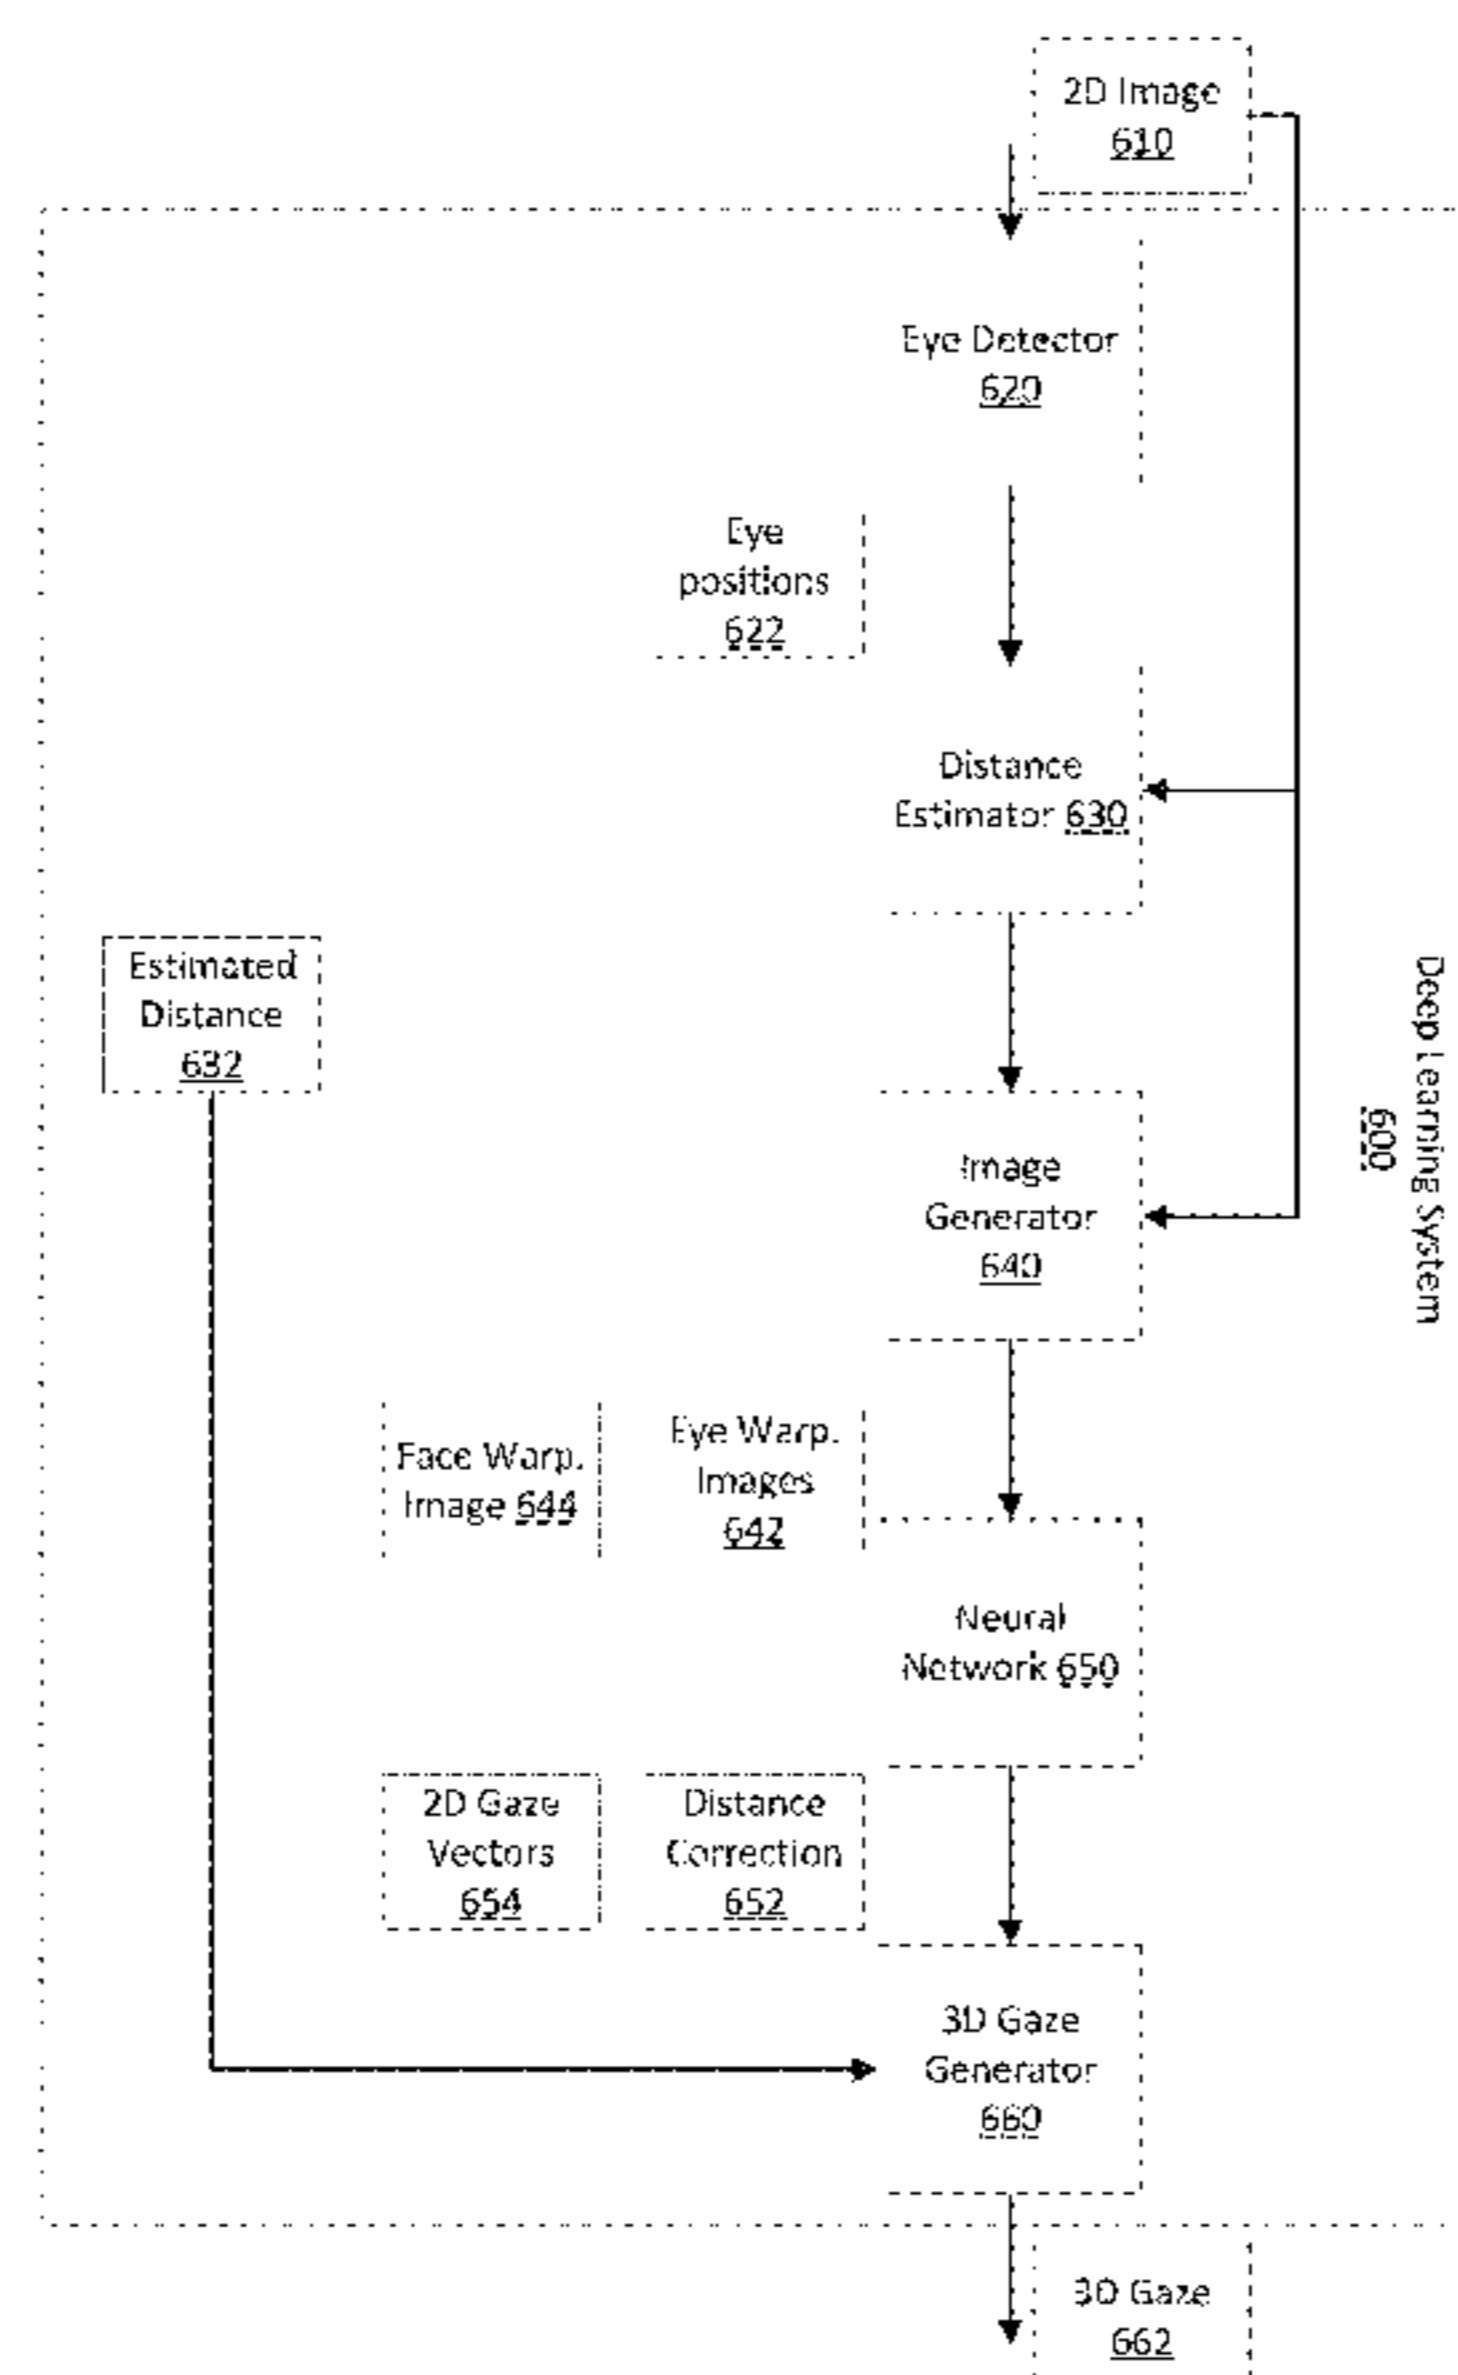 2D Image
610
Eye Detector
620
Eye
positions
622
Distance
Estimator 630
Estimated
Distance
632
Deep Learning System
600
Image
Generator
640
Face Warp.
Image 644
Eye Warp.
Images
642
Neural
Network 650
2D Gaze
Vectors
654
Distance
Correction
652
3D Gaze
Generator
660
3D Gaze
662